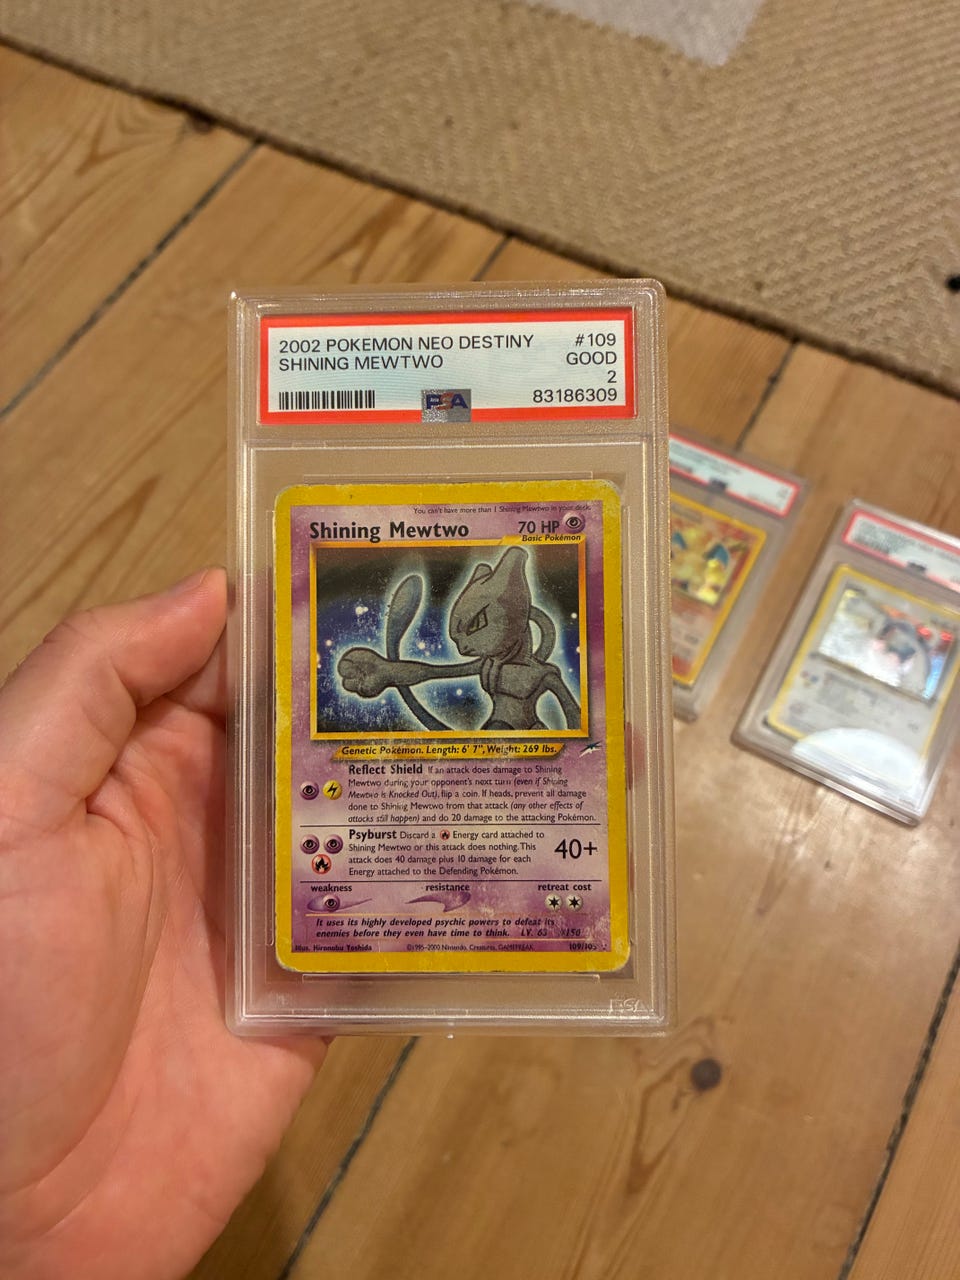 2002 POKEMON NEO DESTINY #109
SHINING MEWTWO GOOD
2
83186309
PSA
You can't have more than 1 Shining Mewtwo in your deck.
Shining Mewtwo 70 HP
Basic Pokémon
Genetic Pokémon. Length: 6' 7", Weight: 269 lbs.
Reflect Shield If an attack does damage to Shining
Mewtwo during your opponent's next turn (even if Shining
Mewtwo is Knocked Out), flip a coin. If heads, prevent all damage
done to Shining Mewtwo from that attack (any other effects of
attacks still happen) and do 20 damage to the attacking Pokémon.
Psyburst Discard a Energy card attached to
Shining Mewtwo or this attack does nothing. This
attack does 40 damage plus 10 damage for each
Energy attached to the Defending Pokémon.
40+
weakness resistance retreat cost
It uses its highly developed psychic powers to defeat its
enemies before they even have time to think. LV. 63 #150
Illus. Hironobu Yoshida ©1995-2000 Nintendo, Creatures, GAMEFREAK. 109/105